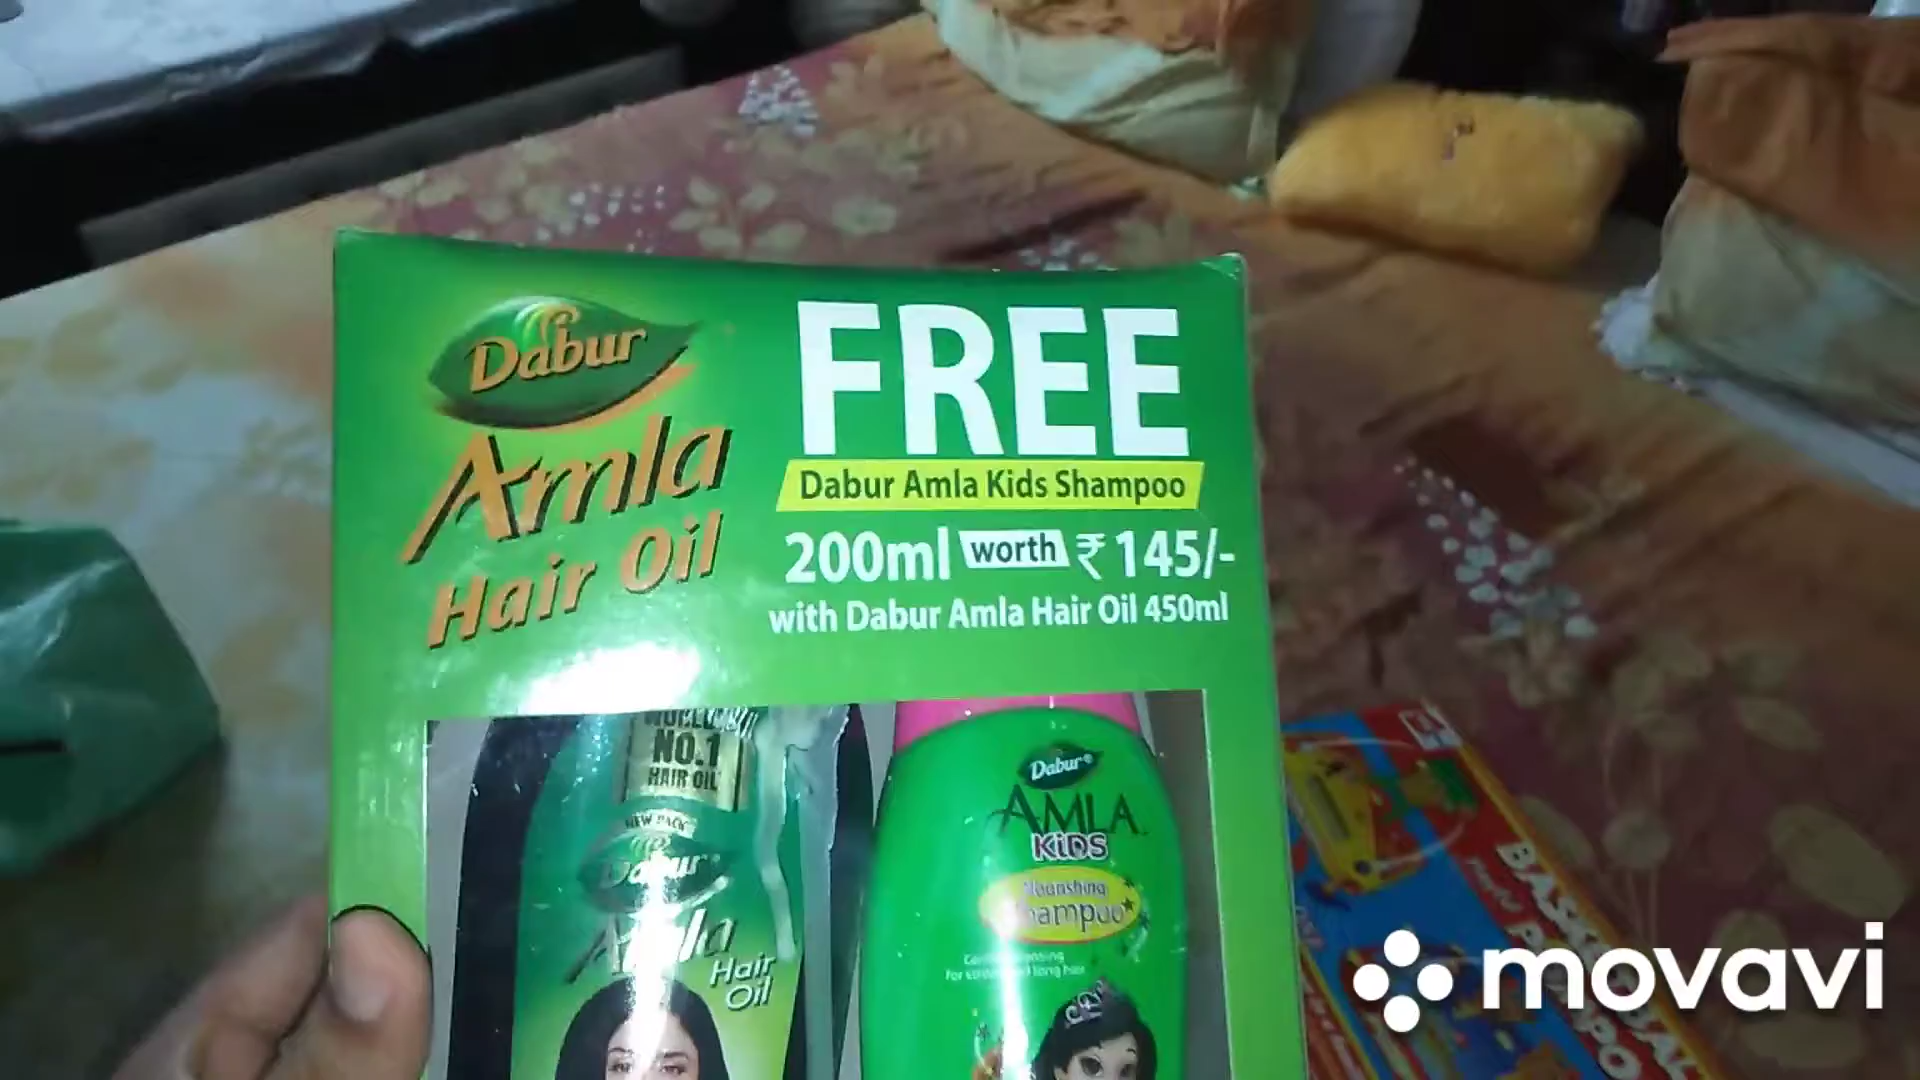 Dabur
Amla
Hair Oil
FREE
Dabur Amla Kids Shampoo
200ml worth ₹ 145/-
with Dabur Amla Hair Oil 450ml
NO.1
HAIR OIL
NEW PACK
Dabur
Amla
Hair
Oil
Dabur
AMLA
KiDS
Nourishing
Shampoo
movavi